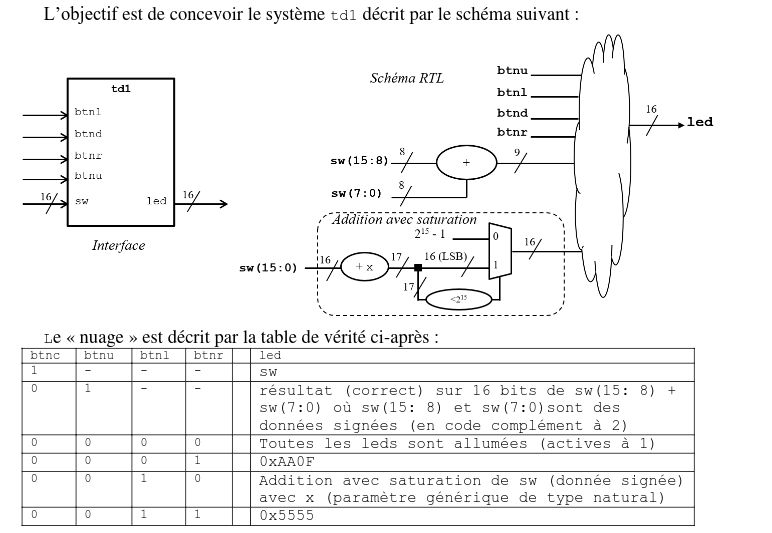 L'objectif est de concevoir le système td1 décrit par le schéma suivant :
td1
btnl
btnd
btnr
btnu
16
sw
led
16
Interface
Schéma RTL
btnu
btnl
btnd
btnr
16
led
sw(15:8)
8
+
9
sw(7:0)
8
Addition avec saturation
2^15 - 1
0
16
sw(15:0)
16
+ x
17
16 (LSB)
1
17
<2^15
Le « nuage » est décrit par la table de vérité ci-après :
btnc btnu btnl btnr led
1 - - - sw
0 1 - - résultat (correct) sur 16 bits de sw(15: 8) +
sw(7:0) où sw(15: 8) et sw(7:0)sont des
données signées (en code complément à 2)
0 0 0 0 Toutes les leds sont allumées (actives à 1)
0 0 0 1 0xAA0F
0 0 1 0 Addition avec saturation de sw (donnée signée)
avec x (paramètre générique de type natural)
0 0 1 1 0x5555